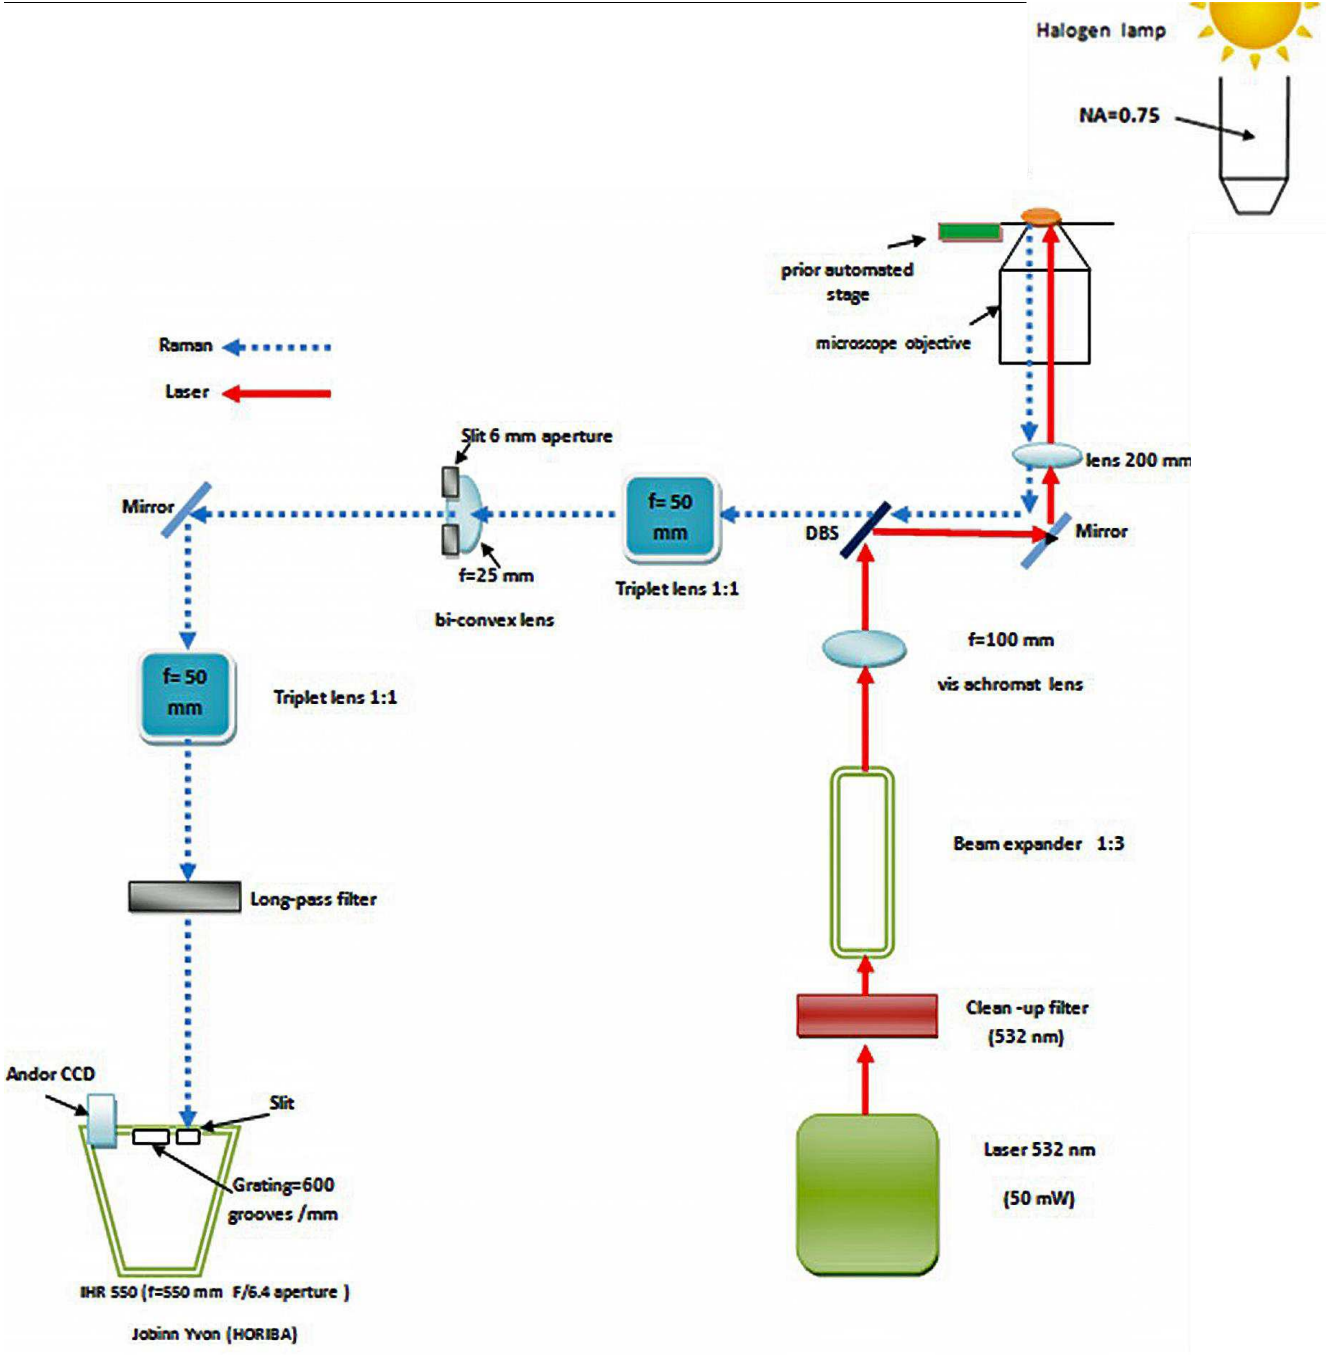 Halogen lamp
NA=0.75
prior automated
stage
microscope objective
Raman
Laser
Slit 6 mm aperture
lens 200 mm
Mirror
f= 50
mm
DBS
Mirror
f=25 mm
bi-convex lens
Triplet lens 1:1
f=100 mm
vis achromat lens
f= 50
mm
Triplet lens 1:1
Beam expander 1:3
Long-pass filter
Clean -up filter
(532 nm)
Andor CCD
Slit
Laser 532 nm
(50 mW)
Grating=600
grooves /mm
IHR 550 (f=550 mm F/6.4 aperture )
Jobinn Yvon (HORIBA)